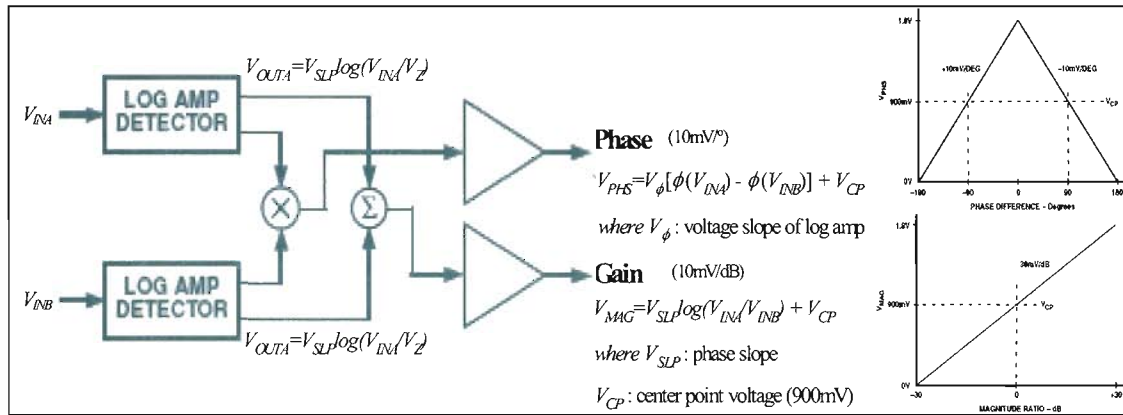 V_OUTA=V_SLP log(V_INA/V_Z)
LOG AMP
DETECTOR
V_INA
×
Σ
LOG AMP
DETECTOR
V_INB
V_OUTA=V_SLP log(V_INA/V_Z)
Phase (10mV/°)
V_PHS=V_ϕ[ϕ(V_INA) - ϕ(V_INB)] + V_CP
where V_ϕ : voltage slope of log amp
Gain (10mV/dB)
V_MAG=V_SLP log(V_INA/V_INB) + V_CP
where V_SLP : phase slope
V_CP : center point voltage (900mV)
1.8V
+10mV/DEG
-10mV/DEG
V_PHS
900mV
V_CP
0V
-180
-90
0
90
180
PHASE DIFFERENCE - Degrees
1.8V
30mV/dB
V_MAG
900mV
V_CP
0V
-30
0
+30
MAGNITUDE RATIO - dB